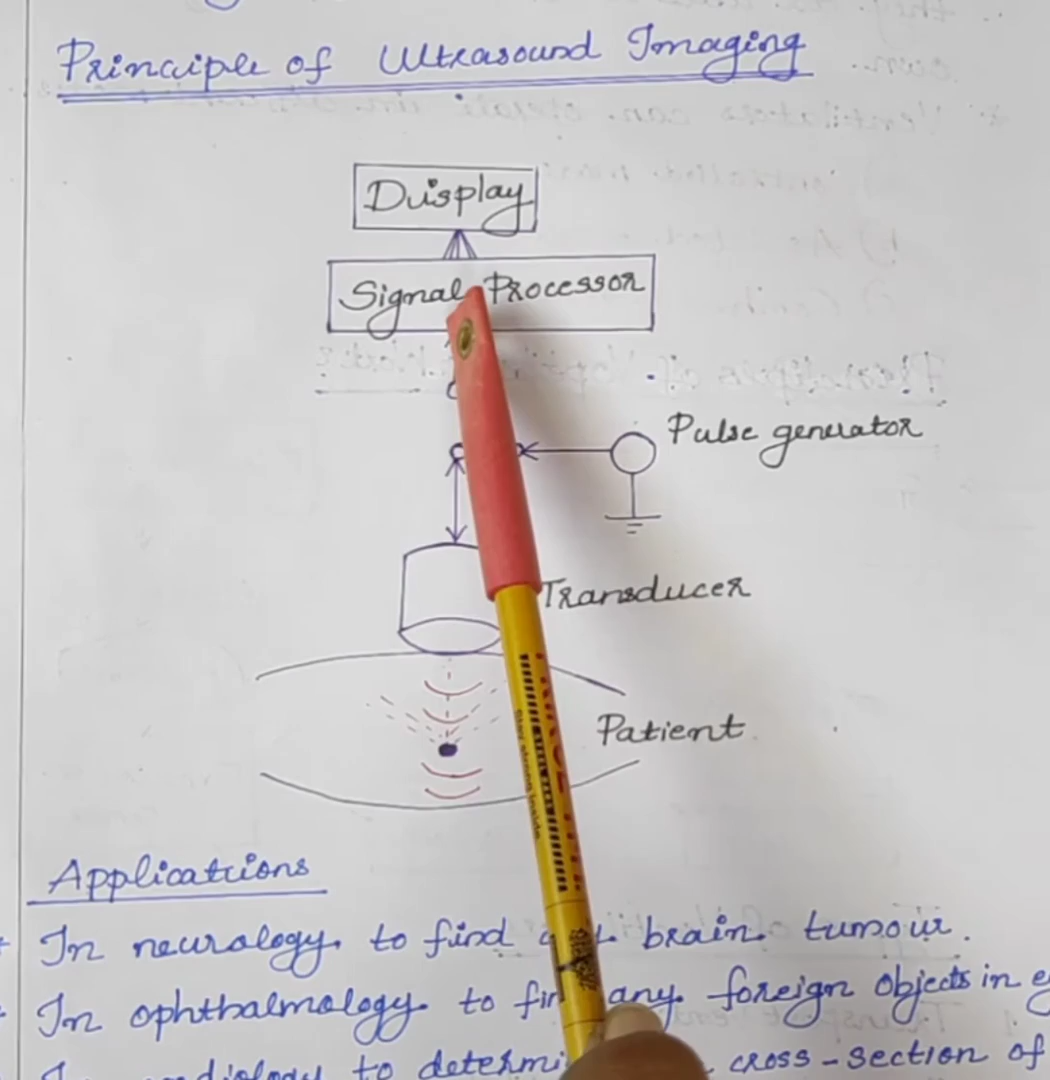 Principle of Ultrasound Imaging
Display
Signal Processor
Pulse generator
Transducer
Patient
Applications
In neurology. to find brain tumour.
In ophthalmology. to any. foreign objects in
to cross-section of